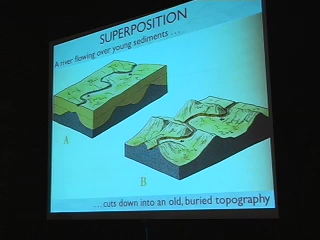 SUPERPOSITION
A river flowing over young sediments ...
A
B
...cuts down into an old, buried topography